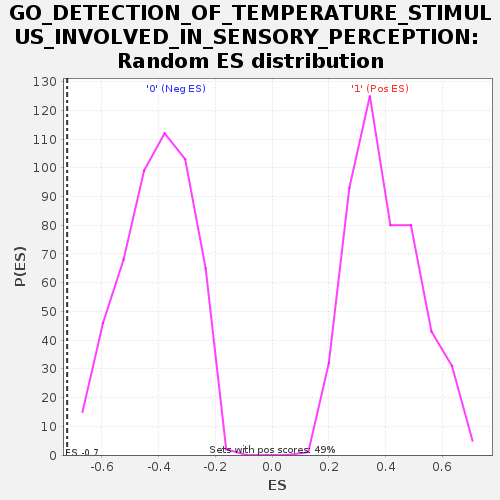 GO_DETECTION_OF_TEMPERATURE_STIMUL
US_INVOLVED_IN_SENSORY_PERCEPTION:
Random ES distribution
'0' (Neg ES)
'1' (Pos ES)
130
120
110
100
90
80
70
60
50
40
30
20
10
0
P(ES)
ES -0.7
Sets with pos scores: 49%
-0.6 -0.4 -0.2 0.0 0.2 0.4 0.6
ES